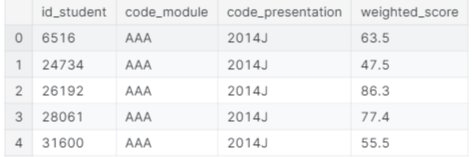 id_student code_module code_presentation weighted_score
0 6516 AAA 2014J 63.5
1 24734 AAA 2014J 47.5
2 26192 AAA 2014J 86.3
3 28061 AAA 2014J 77.4
4 31600 AAA 2014J 55.5